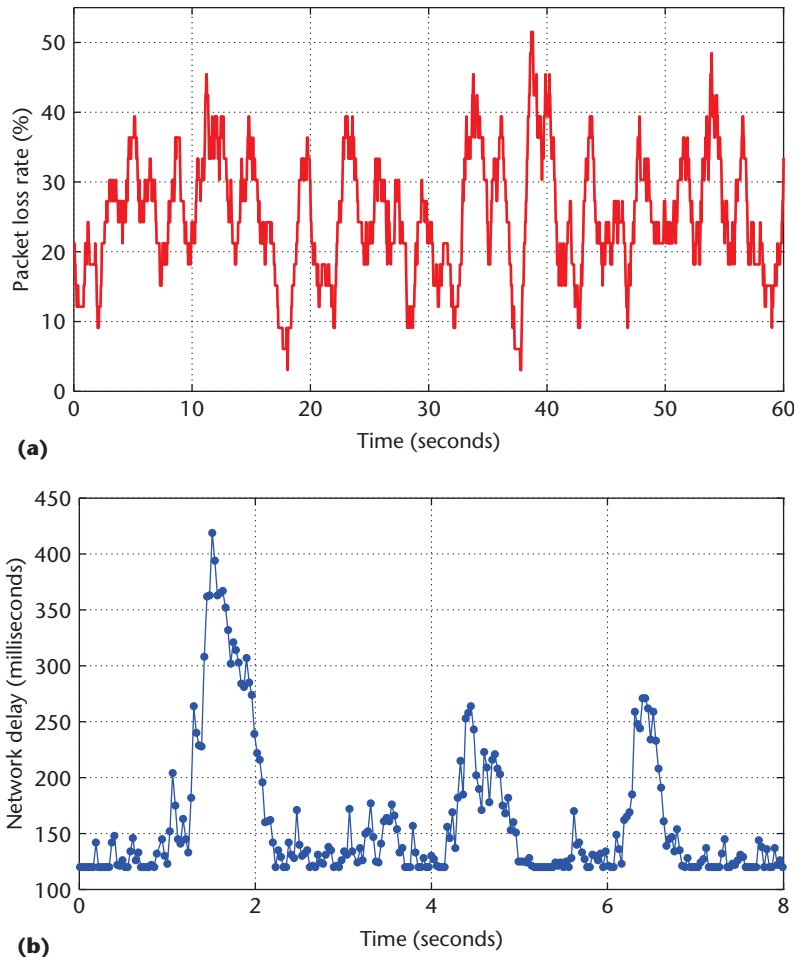 50
40
30
20
10
0
Packet loss rate (%)
0 10 20 30 40 50 60
Time (seconds)
(a)
450
400
350
300
250
200
150
100
Network delay (milliseconds)
0 2 4 6 8
Time (seconds)
(b)